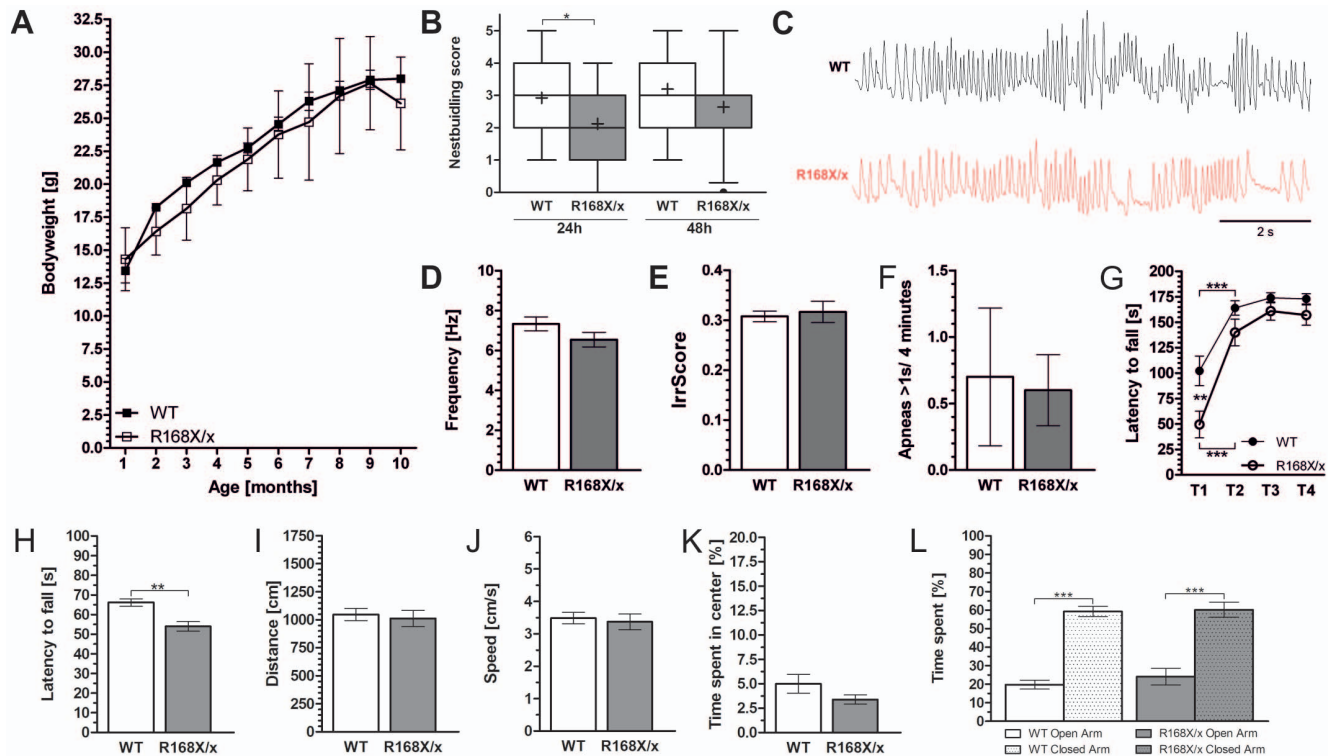 A
Bodyweight [g]
32.5
30.0
27.5
25.0
22.5
20.0
17.5
15.0
12.5
10.0
7.5
5.0
2.5
0.0
WT
R168X/x
1 2 3 4 5 6 7 8 9 10
Age [months]
B
Nestbuidling score
5
4
3
2
1
0
*
WT R168X/x WT R168X/x
24h 48h
C
WT
R168X/x
2 s
D
Frequency [Hz]
10
8
6
4
2
0
WT R168X/x
E
IrrScore
0.4
0.3
0.2
0.1
0.0
WT R168X/x
F
Apneas >1s/ 4 minutes
1.5
1.0
0.5
0.0
WT R168X/x
G
Latency to fall [s]
200
175
150
125
100
75
50
25
0
***
**
***
WT
R168X/x
T1 T2 T3 T4
H
Latency to fall [s]
100
90
80
70
60
50
40
30
20
10
0
**
WT R168X/x
I
Distance [cm]
1750
1500
1250
1000
750
500
250
0
WT R168X/x
J
Speed [cm/s]
6
5
4
3
2
1
0
WT R168X/x
K
Time spent in center [%]
20.0
17.5
15.0
12.5
10.0
7.5
5.0
2.5
0.0
WT R168X/x
L
Time spent [%]
100
90
80
70
60
50
40
30
20
10
0
*** ***
WT Open Arm R168X/x Open Arm
WT Closed Arm R168X/x Closed Arm